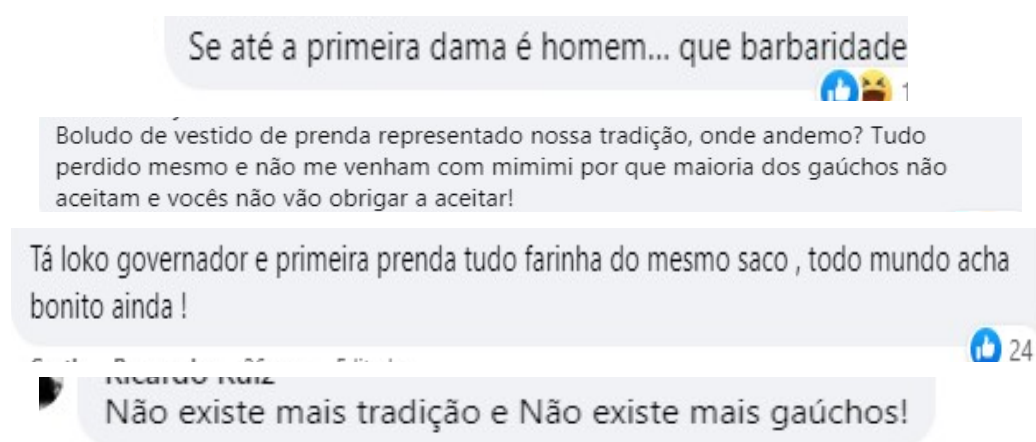 Se até a primeira dama é homem... que barbaridade
Boludo de vestido de prenda representado nossa tradição, onde andemo? Tudo
perdido mesmo e não me venham com mimimi por que maioria dos gaúchos não
aceitam e vocês não vão obrigar a aceitar!
Tá loko governador e primeira prenda tudo farinha do mesmo saco , todo mundo acha
bonito ainda !
24
Ricardo Ruiz
Não existe mais tradição e Não existe mais gaúchos!